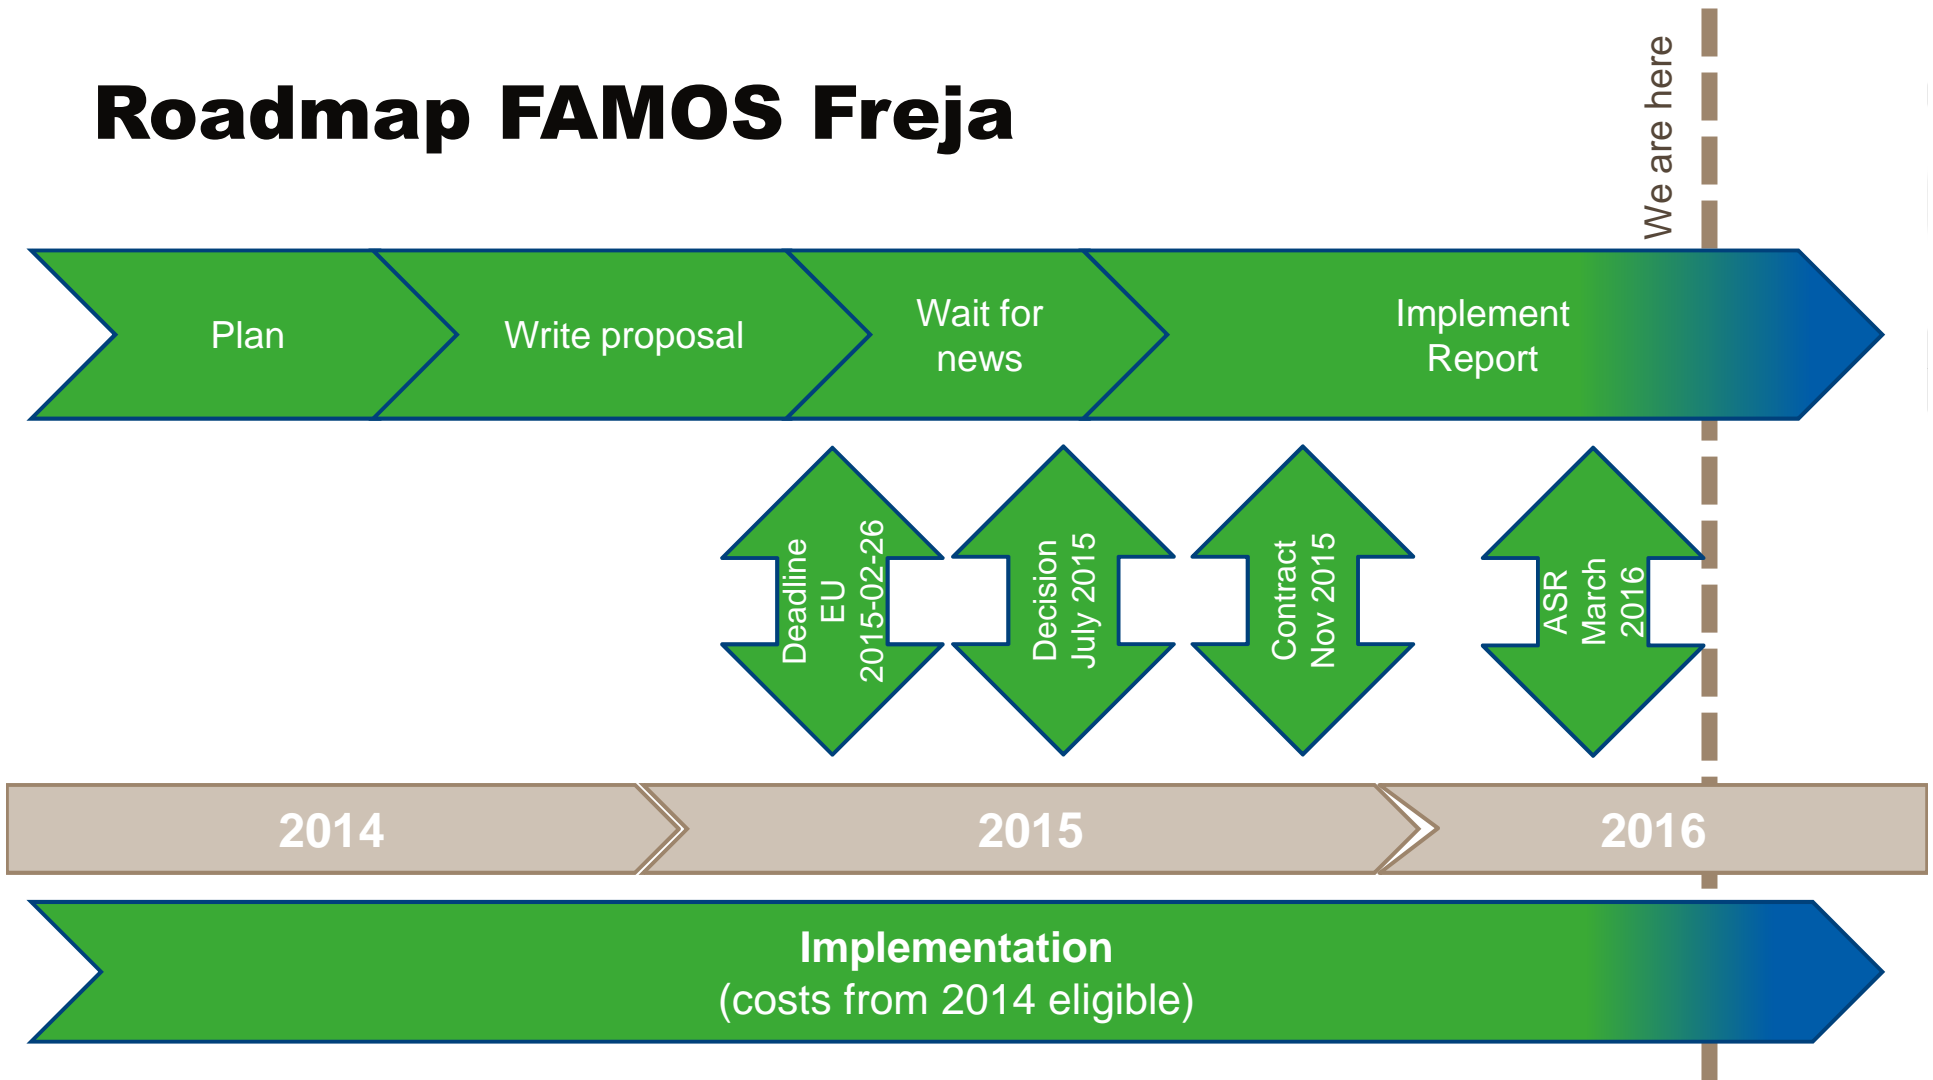 Roadmap FAMOS Freja
We are here
Plan
Write proposal
Wait for
news
Implement
Report
Deadline
EU
2015-02-26
Decision
July 2015
Contract
Nov 2015
ASR
March
2016
2014
2015
2016
Implementation
(costs from 2014 eligible)